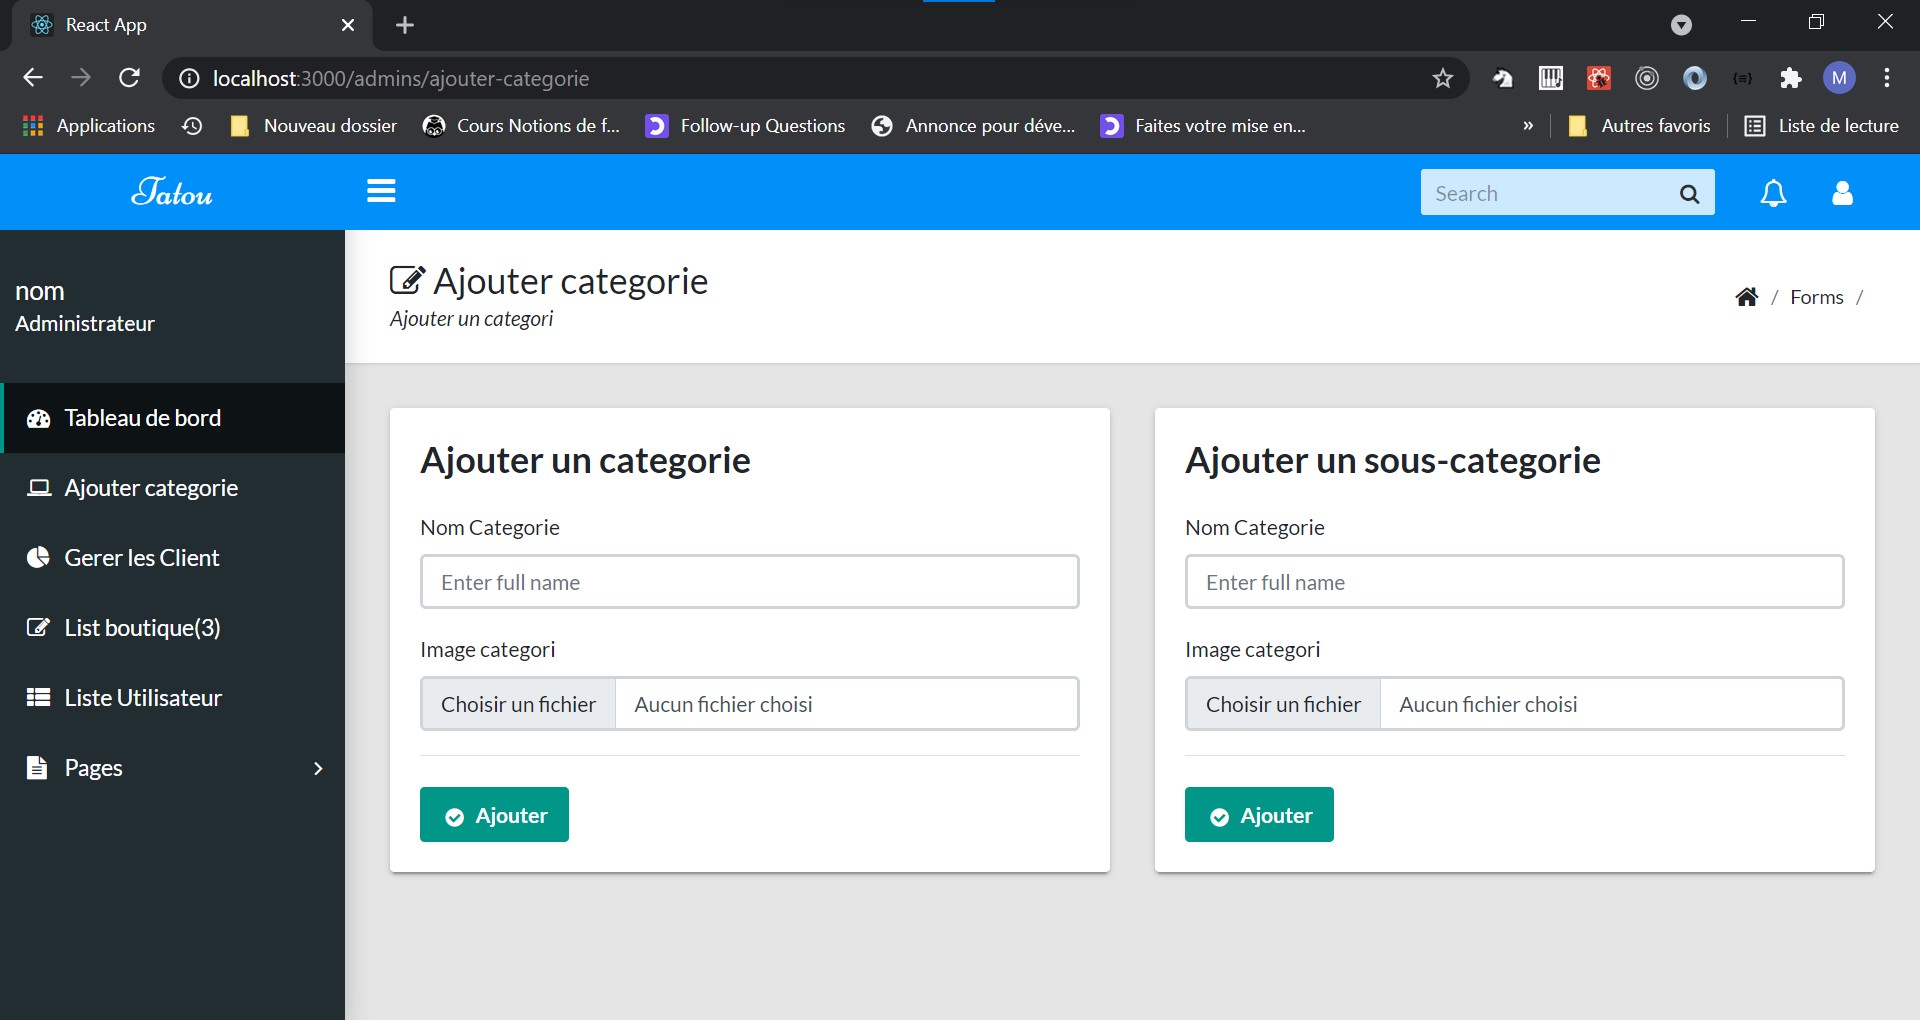 React App
localhost:3000/admins/ajouter-categorie
M
Applications
Nouveau dossier
Cours Notions de f...
Follow-up Questions
Annonce pour déve...
Faites votre mise en...
»
Autres favoris
Liste de lecture
Tatou
Search
nom
Administrateur
Tableau de bord
Ajouter categorie
Gerer les Client
List boutique(3)
Liste Utilisateur
Pages
Ajouter categorie
Ajouter un categori
/ Forms /
Ajouter un categorie
Nom Categorie
Enter full name
Image categori
Choisir un fichier Aucun fichier choisi
Ajouter
Ajouter un sous-categorie
Nom Categorie
Enter full name
Image categori
Choisir un fichier Aucun fichier choisi
Ajouter